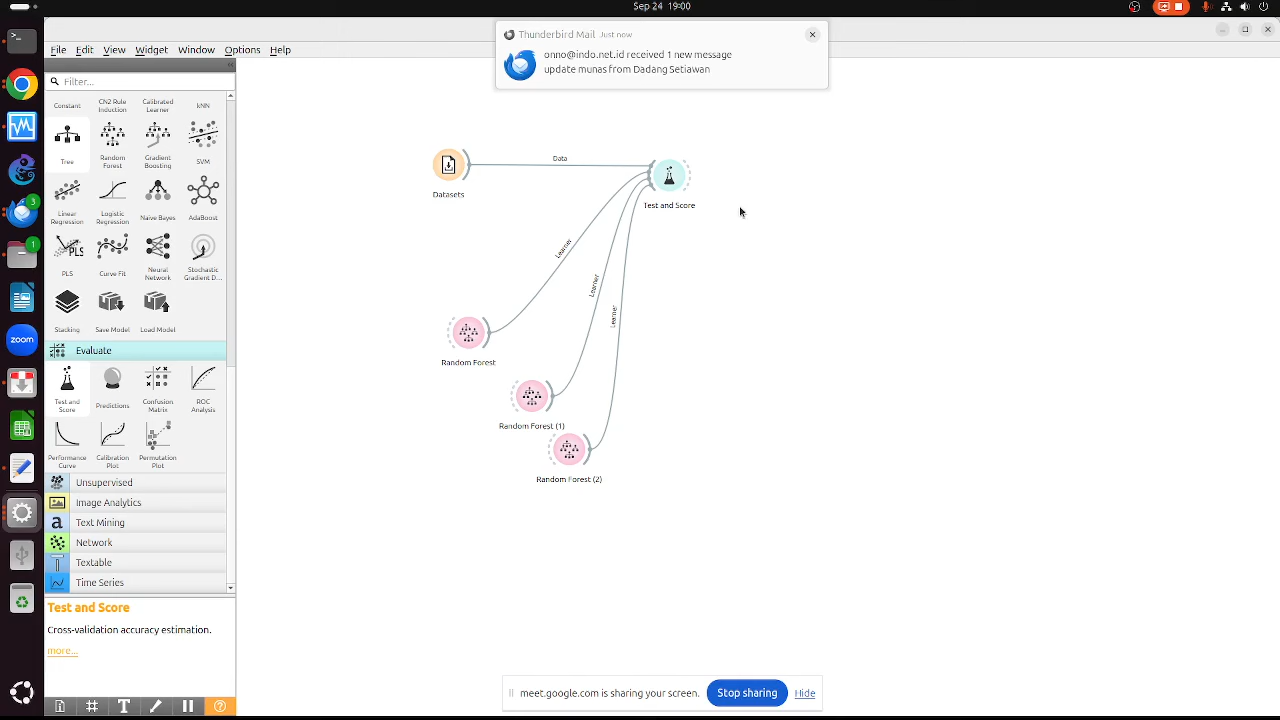 Sep 24 19:00
Thunderbird Mail Just now
onno@indo.net.id received 1 new message
update munas from Dadang Setiawan
File Edit View Widget Window Options Help
Filter...
Constant
CN2 Rule Induction
Calibrated Learner
kNN
Tree
Random Forest
Gradient Boosting
SVM
Linear Regression
Logistic Regression
Naive Bayes
AdaBoost
PLS
PLS
Curve Fit
Neural Network
Stochastic Gradient D...
Stacking
Save Model
Load Model
Evaluate
Test and Score
Predictions
Confusion Matrix
ROC Analysis
Performance Curve
Calibration Plot
Permutation Plot
Unsupervised
Image Analytics
a Text Mining
Network
Textable
Time Series
Test and Score
Cross-validation accuracy estimation.
more...
T
?
3
1
zoom
Data
Datasets
Test and Score
Learner
Learner
Learner
Random Forest
Random Forest (1)
Random Forest (2)
meet.google.com is sharing your screen. Stop sharing Hide